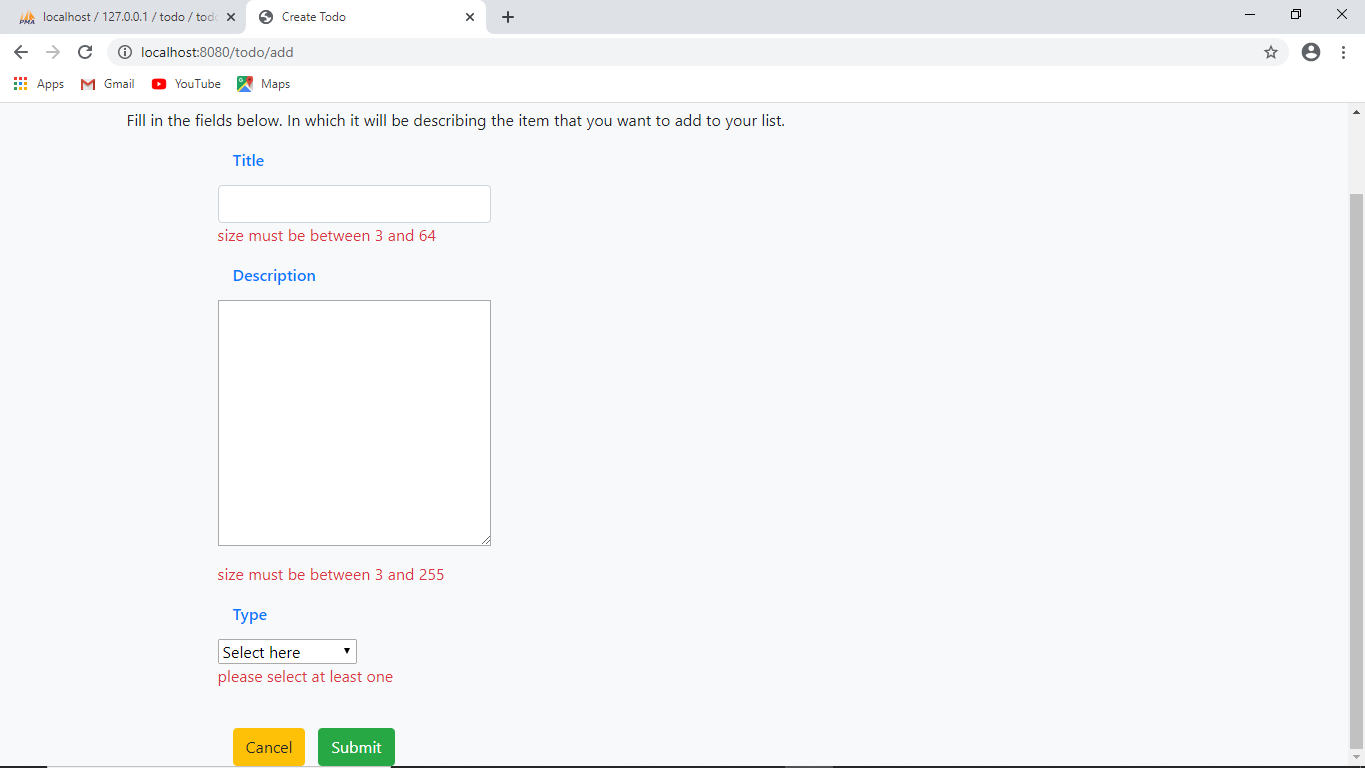 PMA localhost / 127.0.0.1 / todo / tod
Create Todo
localhost:8080/todo/add
Apps Gmail YouTube Maps
Fill in the fields below. In which it will be describing the item that you want to add to your list.
Title
size must be between 3 and 64
Description
size must be between 3 and 255
Type
Select here
please select at least one
Cancel Submit